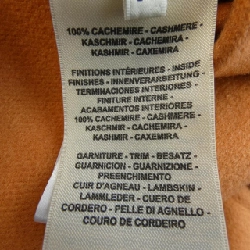 100% CACHEMIRE - CASHMERE -
KASCHMIR - CACHEMIRA -
KASHMIR - CAXEMIRA
FINITIONS INTÉRIEURES - INSIDE
FINISHES - INNENVERARBEITUNG -
TERMINACIONES INTERIORES -
FINITURE INTERNE -
ACABAMENTOS INTERIORES
100% CACHEMIRE - CASHMERE -
KASCHMIR - CACHEMIRA -
KASHMIR - CAXEMIRA
GARNITURE - TRIM - BESATZ -
GUARNICION - GUARNIZIONE -
PREENCHIMENTO
CUIR D'AGNEAU - LAMBSKIN -
LAMMLEDER - CUERO DE
CORDERO - PELLE DI AGNELLO -
COURO DE CORDEIRO